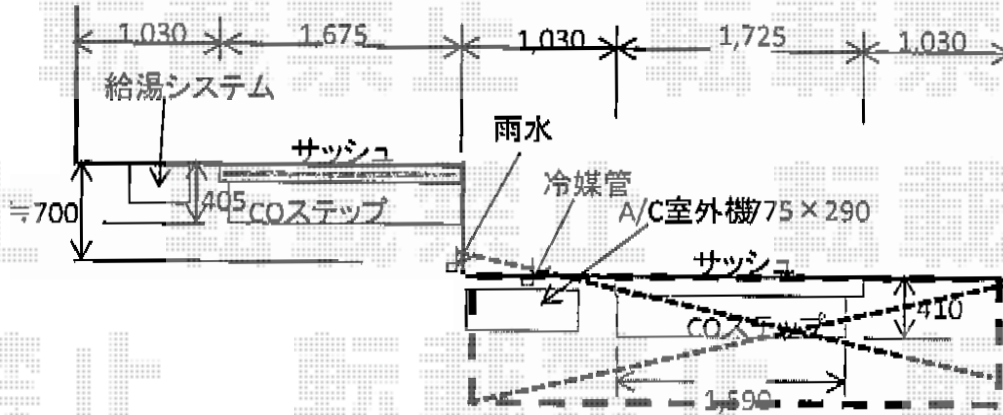 1,030 1,675 1,030 1,725 1,030
給湯システム
雨水
サッシュ
冷媒管
≒700
405
COステップ
A/C室外機775×290
サッシュ
410
COステップ
1,590